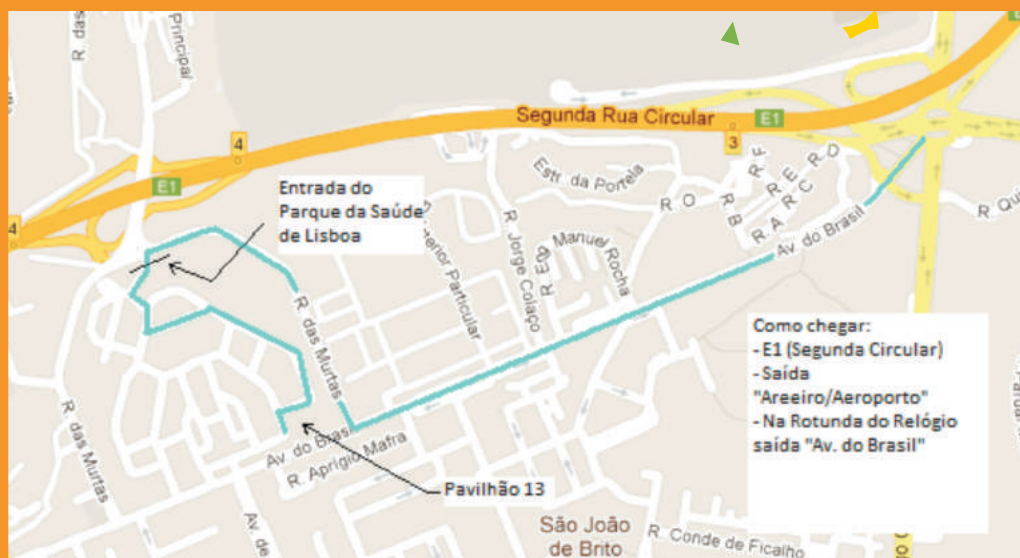 R. das
Principal
4
Segunda Rua Circular
E1
3
E1
4
Entrada do
Parque da Saúde
de Lisboa
Estr. da Portela
R. O
R. B
R. F
R. E
R. D
R. A
R. C
Av. do Brasil
R. Jorge Colaço
R. Eug
Manuel Rocha
erior Particular
R. das Murtas
R. das Murtas
Como chegar:
- E1 (Segunda Circular)
- Saída
"Areeiro/Aeroporto"
- Na Rotunda do Relógio
saída "Av. do Brasil"
Av. do Brasil
R. Aprígio Mafra
Pavilhão 13
Av. de
São João
de Brito
R. Conde de Ficalho